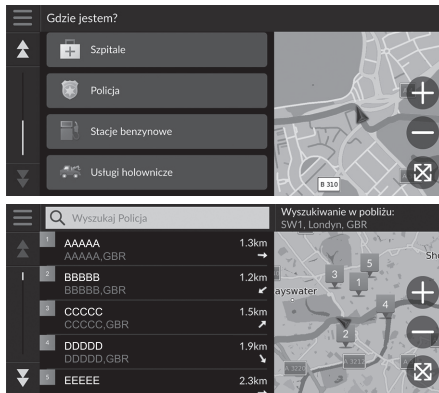 Gdzie jestem?
Szpitale
Policja
Stacje benzynowe
Usługi holownicze
B 310
Wyszukaj Policja
Wyszukiwanie w pobliżu:
SW1, Londyn, GBR
1
AAAAA
1.3km
AAAAA,GBR
2
BBBBB
1.2km
BBBBB,GBR
3
CCCCC
1.5km
CCCCC,GBR
4
DDDDD
1.9km
DDDDD,GBR
5
EEEEE
2.3km
5
3
1
ayswater
4
2
A 3220
A 3212